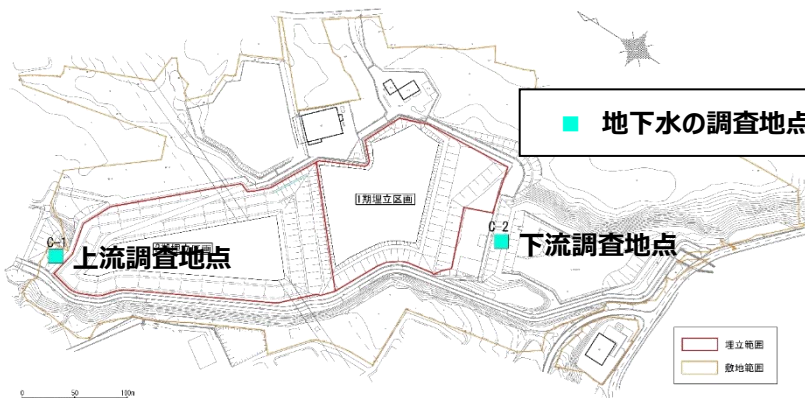 地下水の調査地点
Ⅰ期埋立区画
C-1
上流調査地点
C-2
下流調査地点
埋立範囲
敷地範囲
0 50 100m